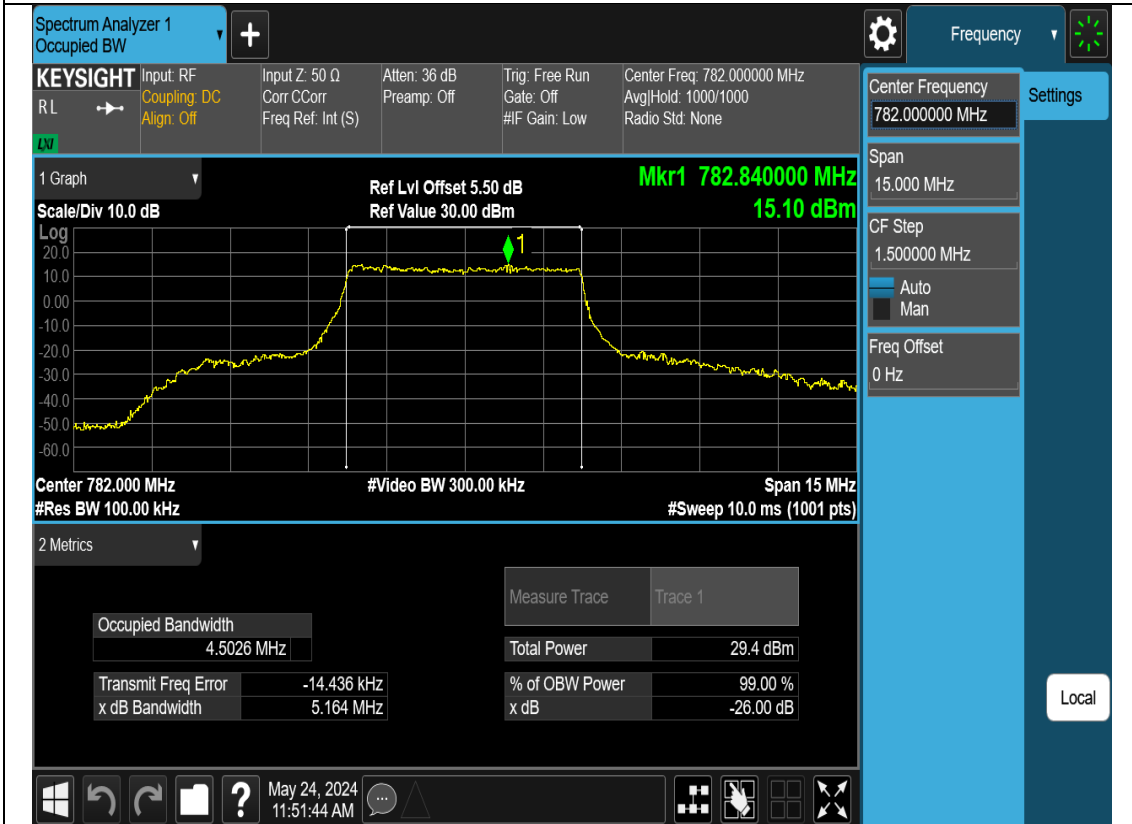 Spectrum Analyzer 1
Occupied BW
+
Frequency
KEYSIGHT
R L
LXI
Input: RF
Coupling: DC
Align: Off
Input Z: 50 Ω
Corr CCorr
Freq Ref: Int (S)
Atten: 36 dB
Preamp: Off
Trig: Free Run
Gate: Off
#IF Gain: Low
Center Freq: 782.000000 MHz
Avg|Hold: 1000/1000
Radio Std: None
Center Frequency
782.000000 MHz
Settings
Span
15.000 MHz
CF Step
1.500000 MHz
Auto
Man
Freq Offset
0 Hz
Local
1 Graph
Scale/Div 10.0 dB
Ref Lvl Offset 5.50 dB
Ref Value 30.00 dBm
Mkr1 782.840000 MHz
15.10 dBm
Log
1
20.0
10.0
0.00
-10.0
-20.0
-30.0
-40.0
-50.0
-60.0
Center 782.000 MHz
#Video BW 300.00 kHz
Span 15 MHz
#Res BW 100.00 kHz
#Sweep 10.0 ms (1001 pts)
2 Metrics
Measure Trace Trace 1
Occupied Bandwidth
4.5026 MHz
Total Power 29.4 dBm
Transmit Freq Error -14.436 kHz
% of OBW Power 99.00 %
x dB Bandwidth 5.164 MHz
x dB -26.00 dB
?
May 24, 2024
11:51:44 AM